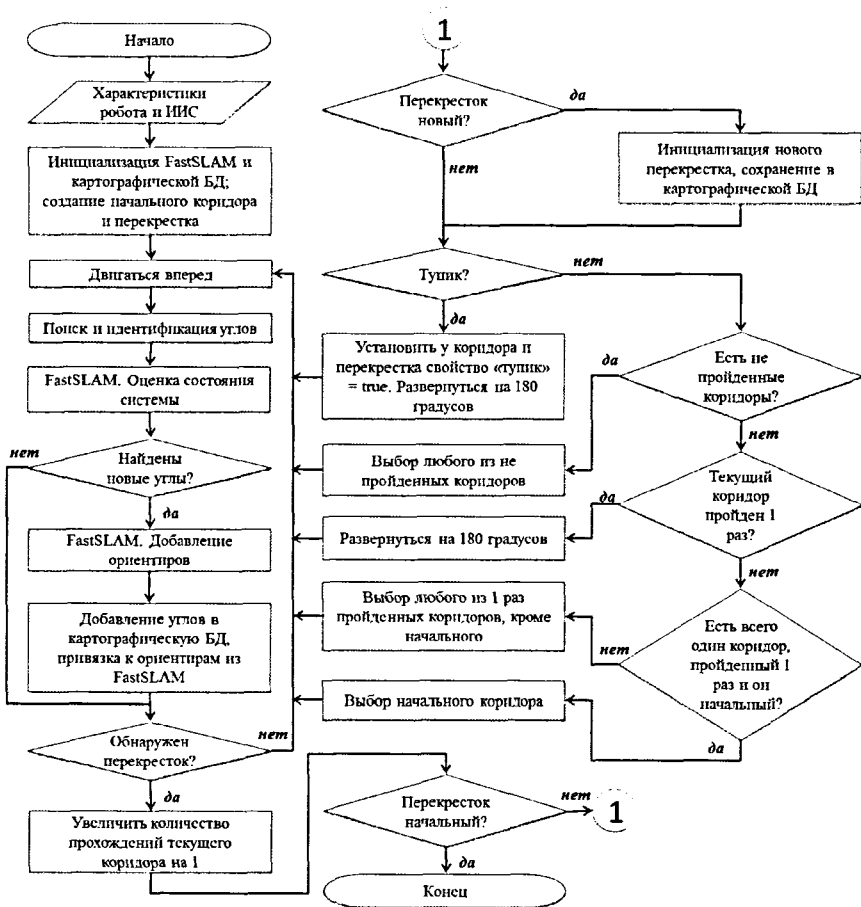 Начало
Характеристики
робота и ИИС
Инициализация FastSLAM и
картографической БД;
создание начального коридора
и перекрестка
Двигаться вперед
Поиск и идентификация углов
FastSLAM. Оценка состояния
системы
нет
Найдены
новые углы?
да
FastSLAM. Добавление
ориентиров
Добавление углов в
картографическую БД,
привязка к ориентирам из
FastSLAM
Обнаружен
перекресток?
нет
да
Увеличить количество
прохождений текущего
коридора на 1
Перекресток
начальный?
нет
1
да
Конец
1
Перекресток
новый?
да
нет
Инициализация нового
перекрестка, сохранение в
картографической БД
Тупик?
нет
да
Установить у коридора и
перекрестка свойство «тупик»
= true. Развернуться на 180
градусов
да
Есть не
пройденные
коридоры?
нет
Выбор любого из не
пройденных коридоров
да
Текущий
коридор
пройден 1
раз?
нет
Развернуться на 180 градусов
Выбор любого из 1 раз
пройденных коридоров, кроме
начального
нет
Есть всего
один коридор,
пройденный 1
раз и он
начальный?
да
Выбор начального коридора